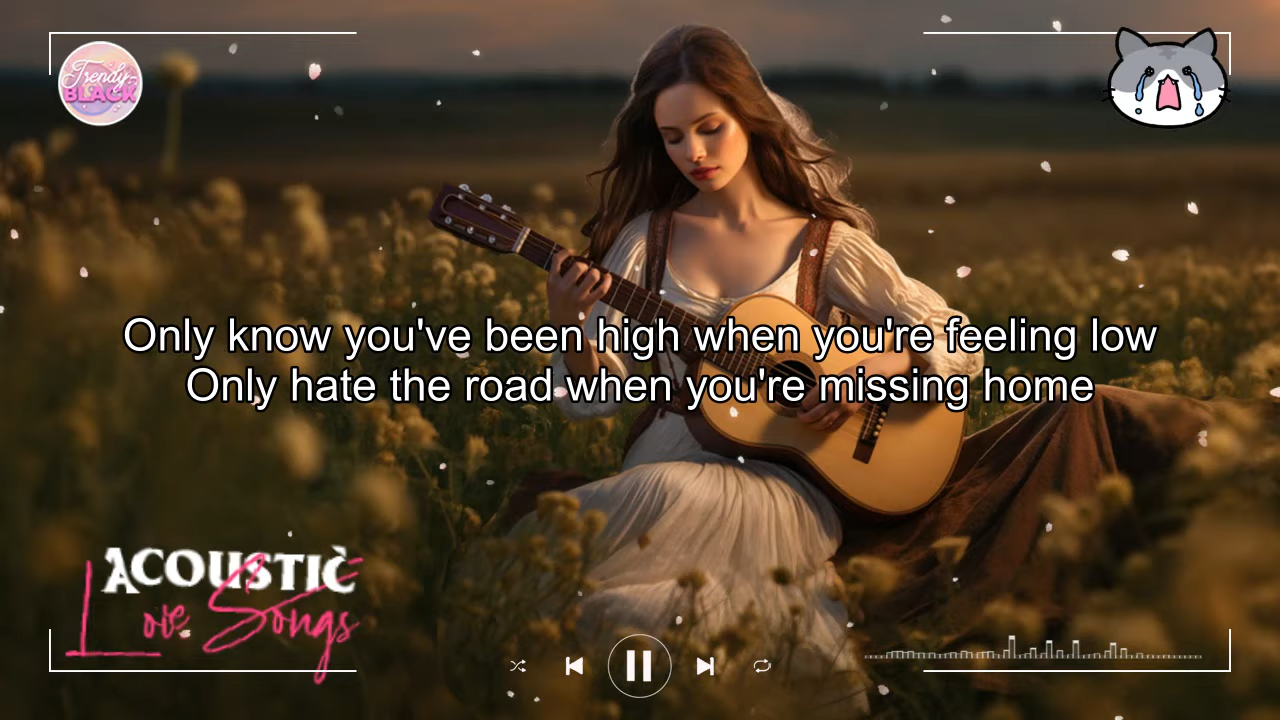 Trendy
BLACK
Only know you've been high when you're feeling low
Only hate the road when you're missing home
ACOUSTIC
Love Songs